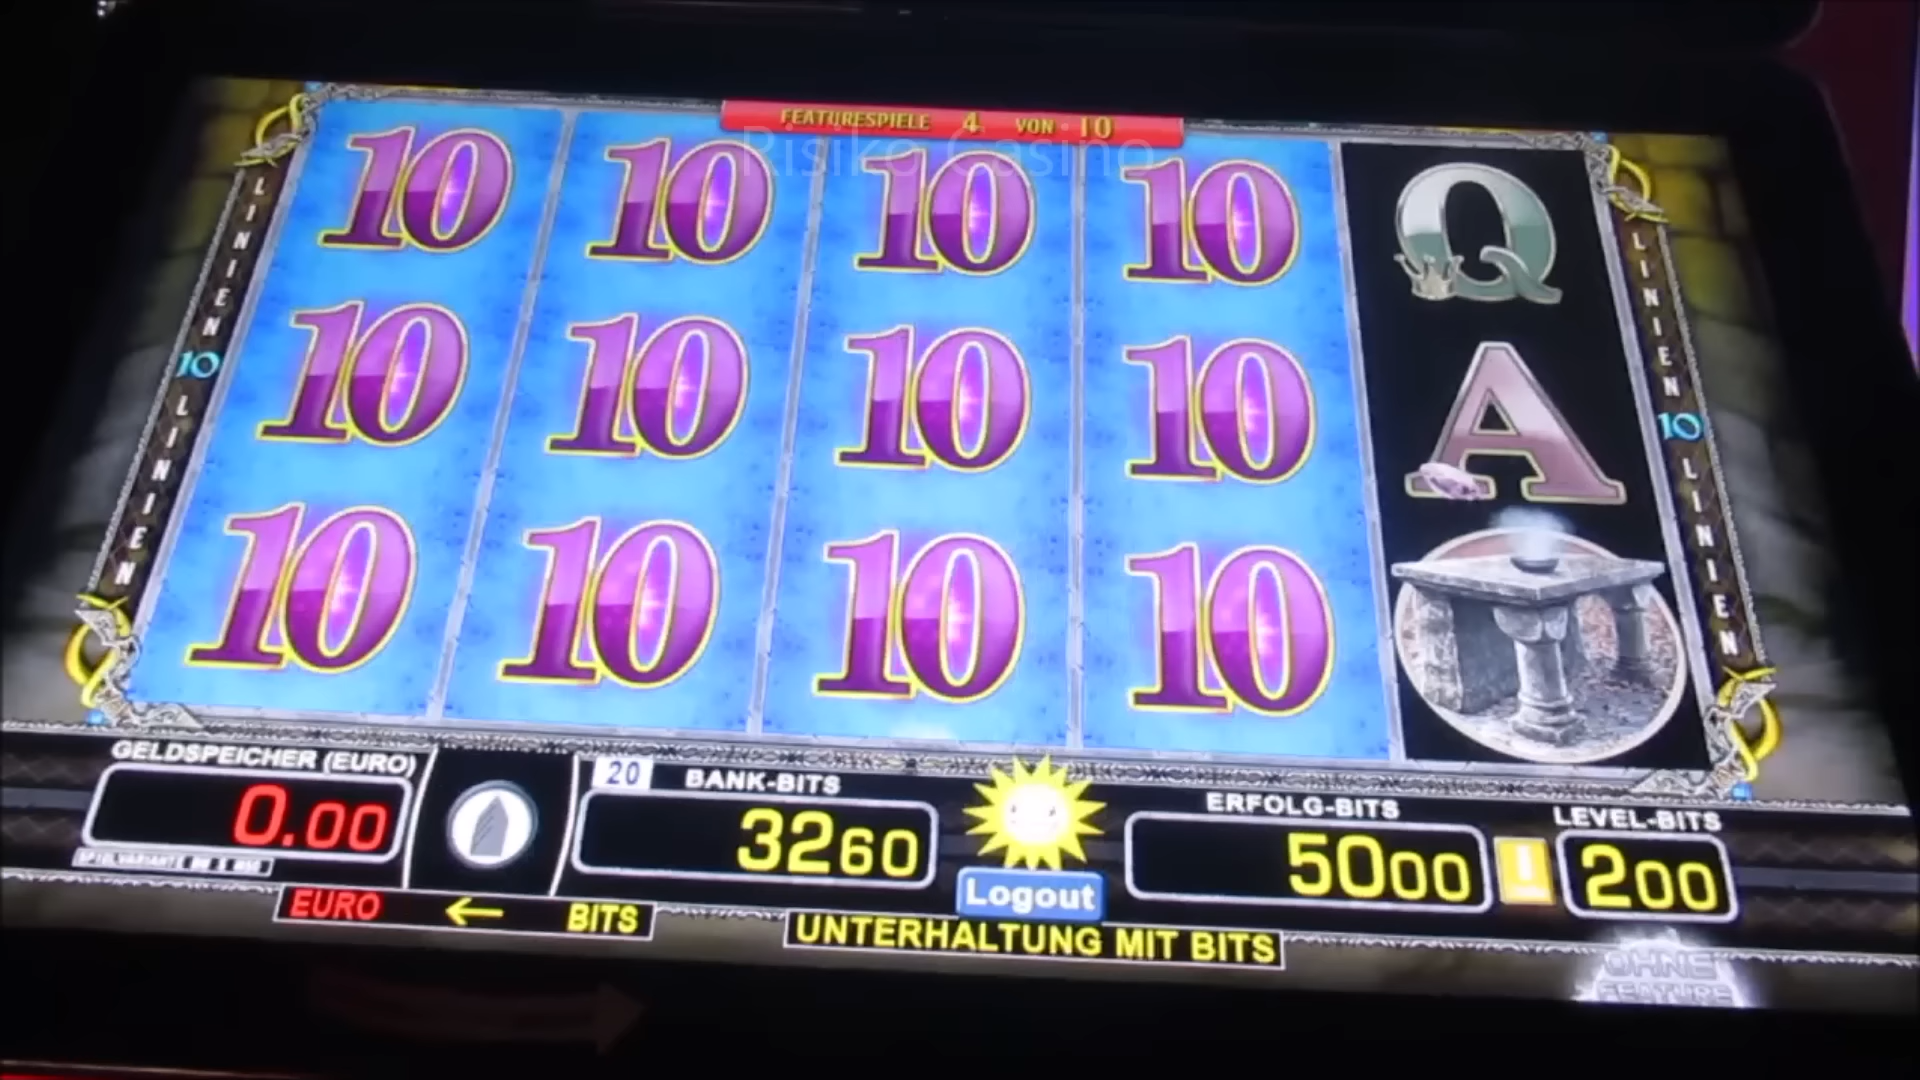 FEATURESPIELE 4 VON 10
Risiko Casino
10 10 10 10 Q
10 10 10 10 A
10 10 10 10
LINIEN
10
LINIEN
LINIEN
10
LINIEN
GELDSPEICHER (EURO)
0.00
20
BANK-BITS
3260
Logout
ERFOLG-BITS
5000
LEVEL-BITS
200
EURO ← BITS
UNTERHALTUNG MIT BITS
OHNE
FEATURE